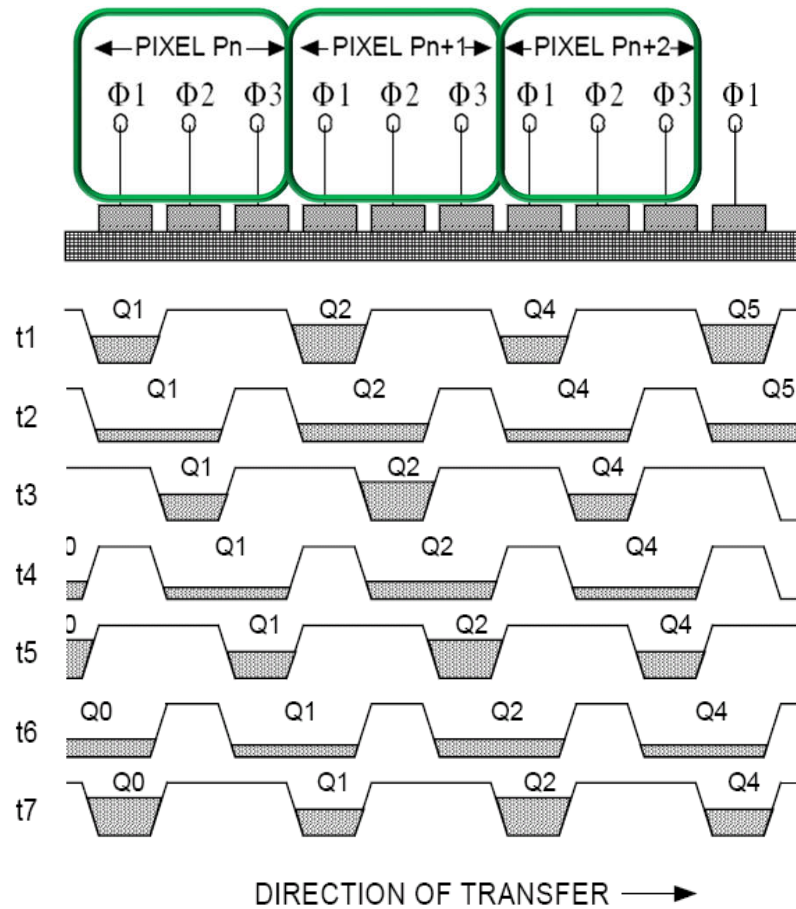 PIXEL Pn PIXEL Pn+1 PIXEL Pn+2
Φ1 Φ2 Φ3 Φ1 Φ2 Φ3 Φ1 Φ2 Φ3 Φ1
t1 Q1 Q2 Q4 Q5
t2 Q1 Q2 Q4 Q5
t3 Q1 Q2 Q4
t4 0 Q1 Q2 Q4
t5 0 Q1 Q2 Q4
t6 Q0 Q1 Q2 Q4
t7 Q0 Q1 Q2 Q4
DIRECTION OF TRANSFER